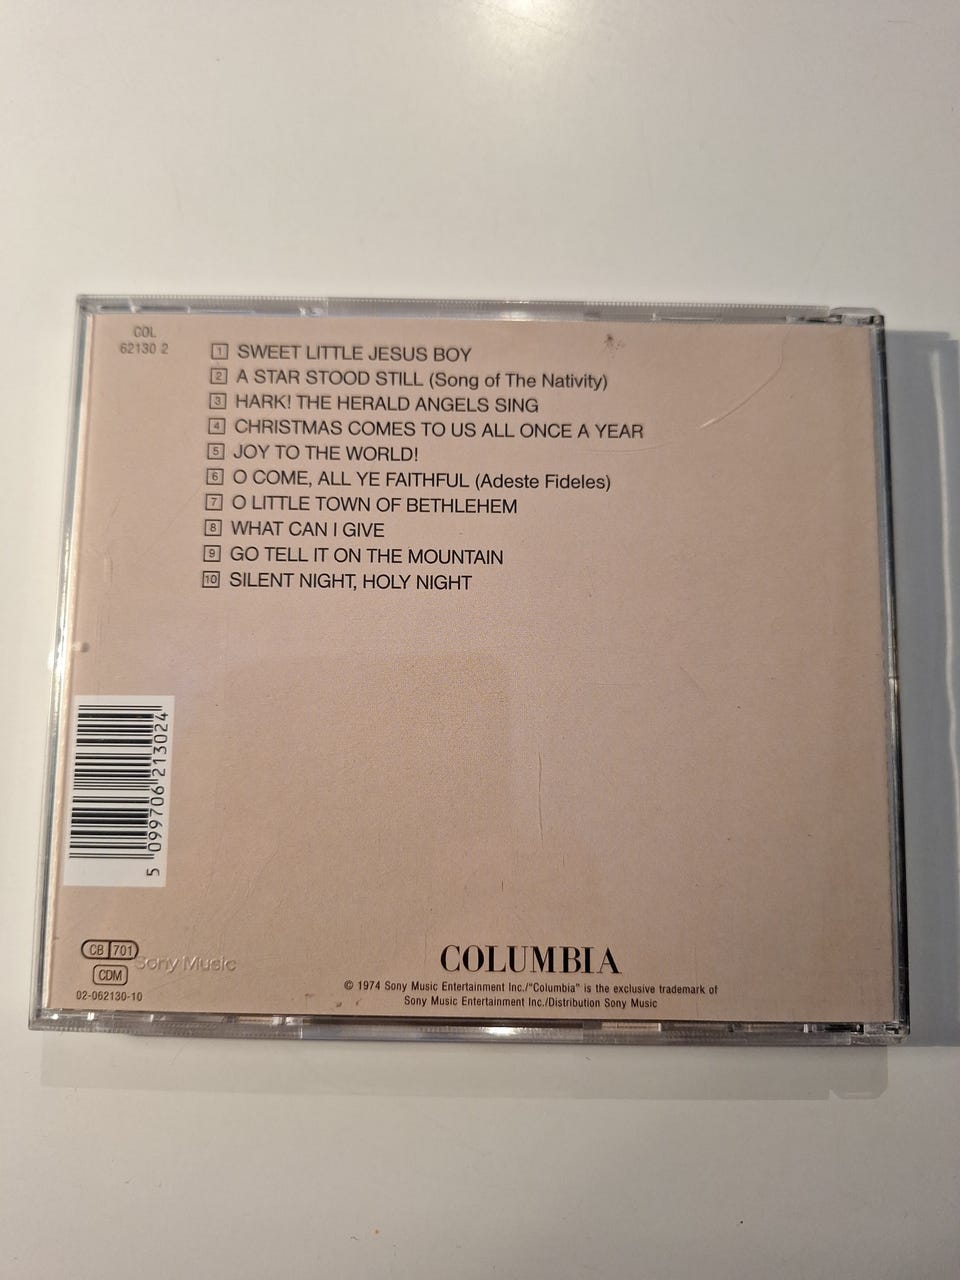 COL
62130 2
1 SWEET LITTLE JESUS BOY
2 A STAR STOOD STILL (Song of The Nativity)
3 HARK! THE HERALD ANGELS SING
4 CHRISTMAS COMES TO US ALL ONCE A YEAR
5 JOY TO THE WORLD!
6 O COME, ALL YE FAITHFUL (Adeste Fideles)
7 O LITTLE TOWN OF BETHLEHEM
8 WHAT CAN I GIVE
9 GO TELL IT ON THE MOUNTAIN
10 SILENT NIGHT, HOLY NIGHT
5 099706 213024
CB 701
Sony Music
CDM
02-062130-10
COLUMBIA
© 1974 Sony Music Entertainment Inc./"Columbia" is the exclusive trademark of
Sony Music Entertainment Inc./Distribution Sony Music